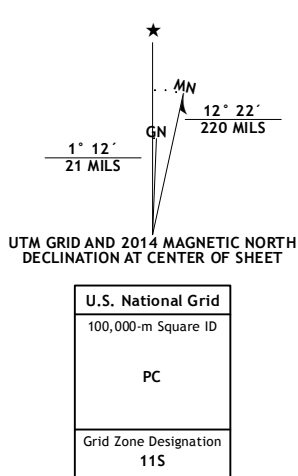 ★
MN
12° 22´
220 MILS
GN
1° 12´
21 MILS
UTM GRID AND 2014 MAGNETIC NORTH
DECLINATION AT CENTER OF SHEET
U.S. National Grid
100,000-m Square ID
PC
Grid Zone Designation
11S